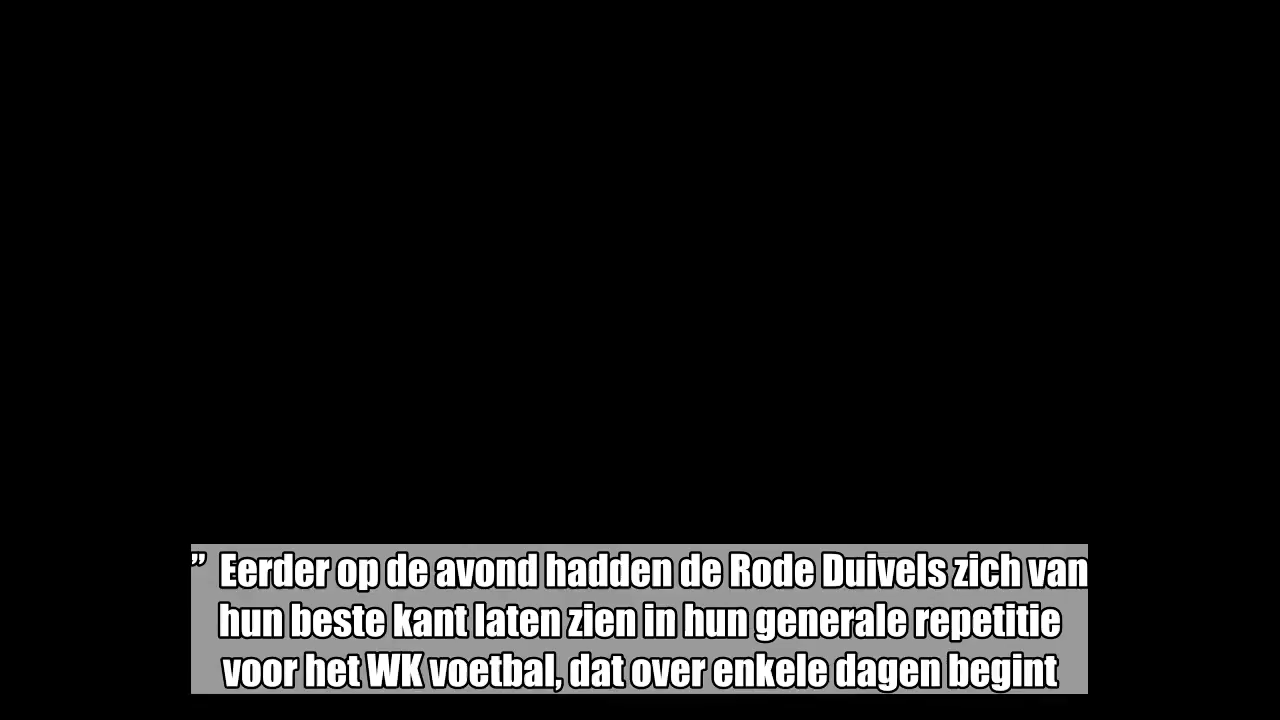 ”  Eerder op de avond hadden de Rode Duivels zich van
hun beste kant laten zien in hun generale repetitie
voor het WK voetbal, dat over enkele dagen begint